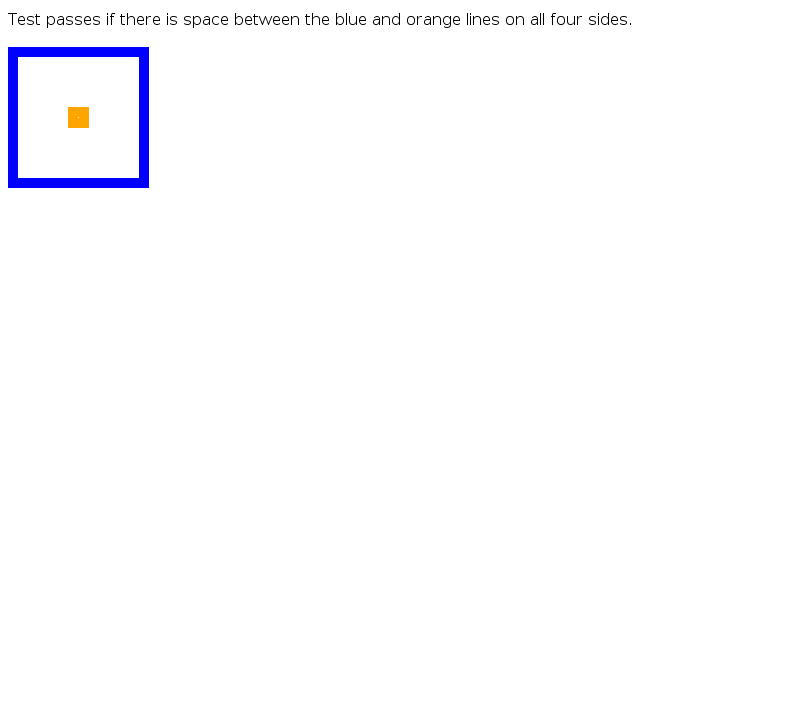 Test passes if there is space between the blue and orange lines on all four sides.